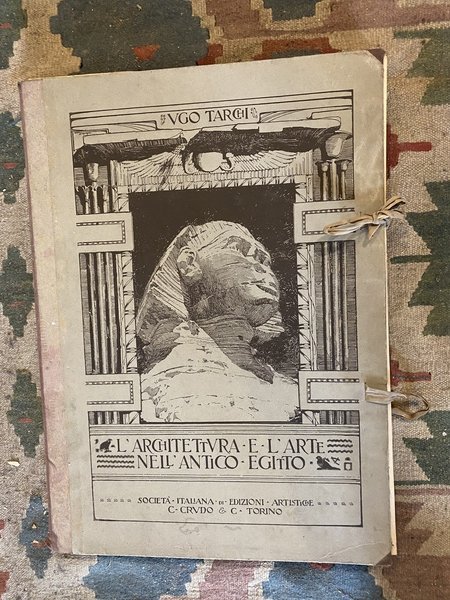 VGO TARCHI
L'ARCHITETTVRA · E · L'ARTE
NELL'ANTICO · EGITTO ·
SOCIETÀ · ITALIANA · DI · EDIZIONI · ARTISTICHE
C · CRVDO & C · TORINO